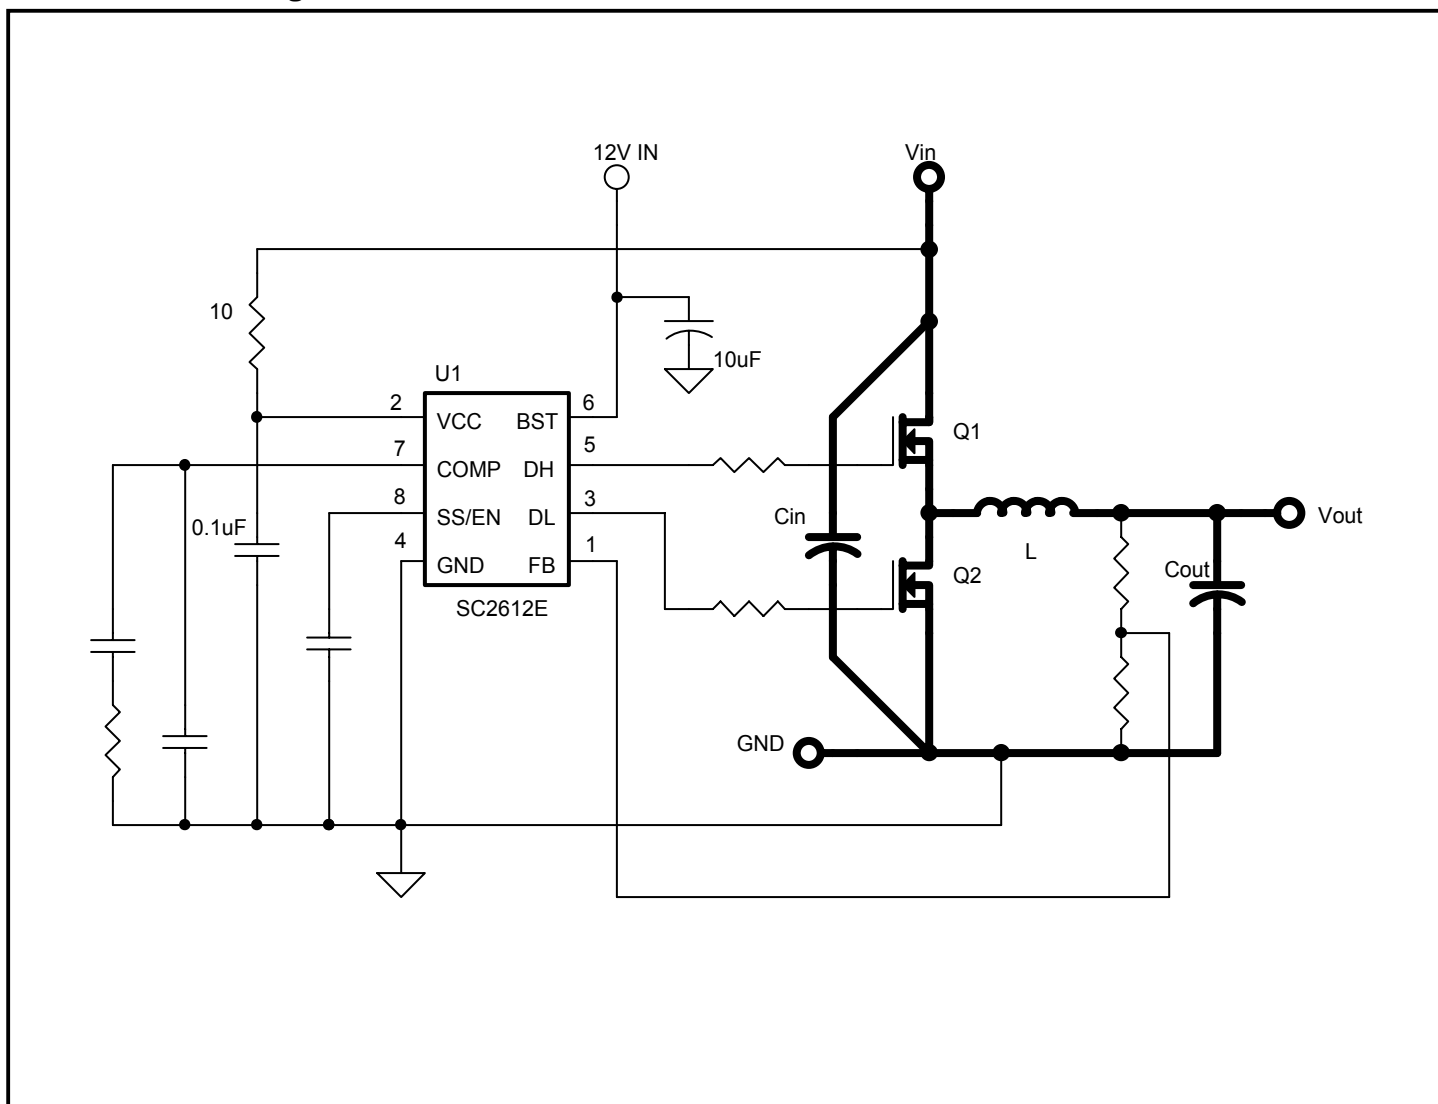 12V IN
Vin
10
10uF
U1
2
VCC
BST
6
7
COMP
DH
5
8
SS/EN
DL
3
4
GND
FB
1
SC2612E
0.1uF
Q1
Cin
L
Vout
Q2
Cout
GND